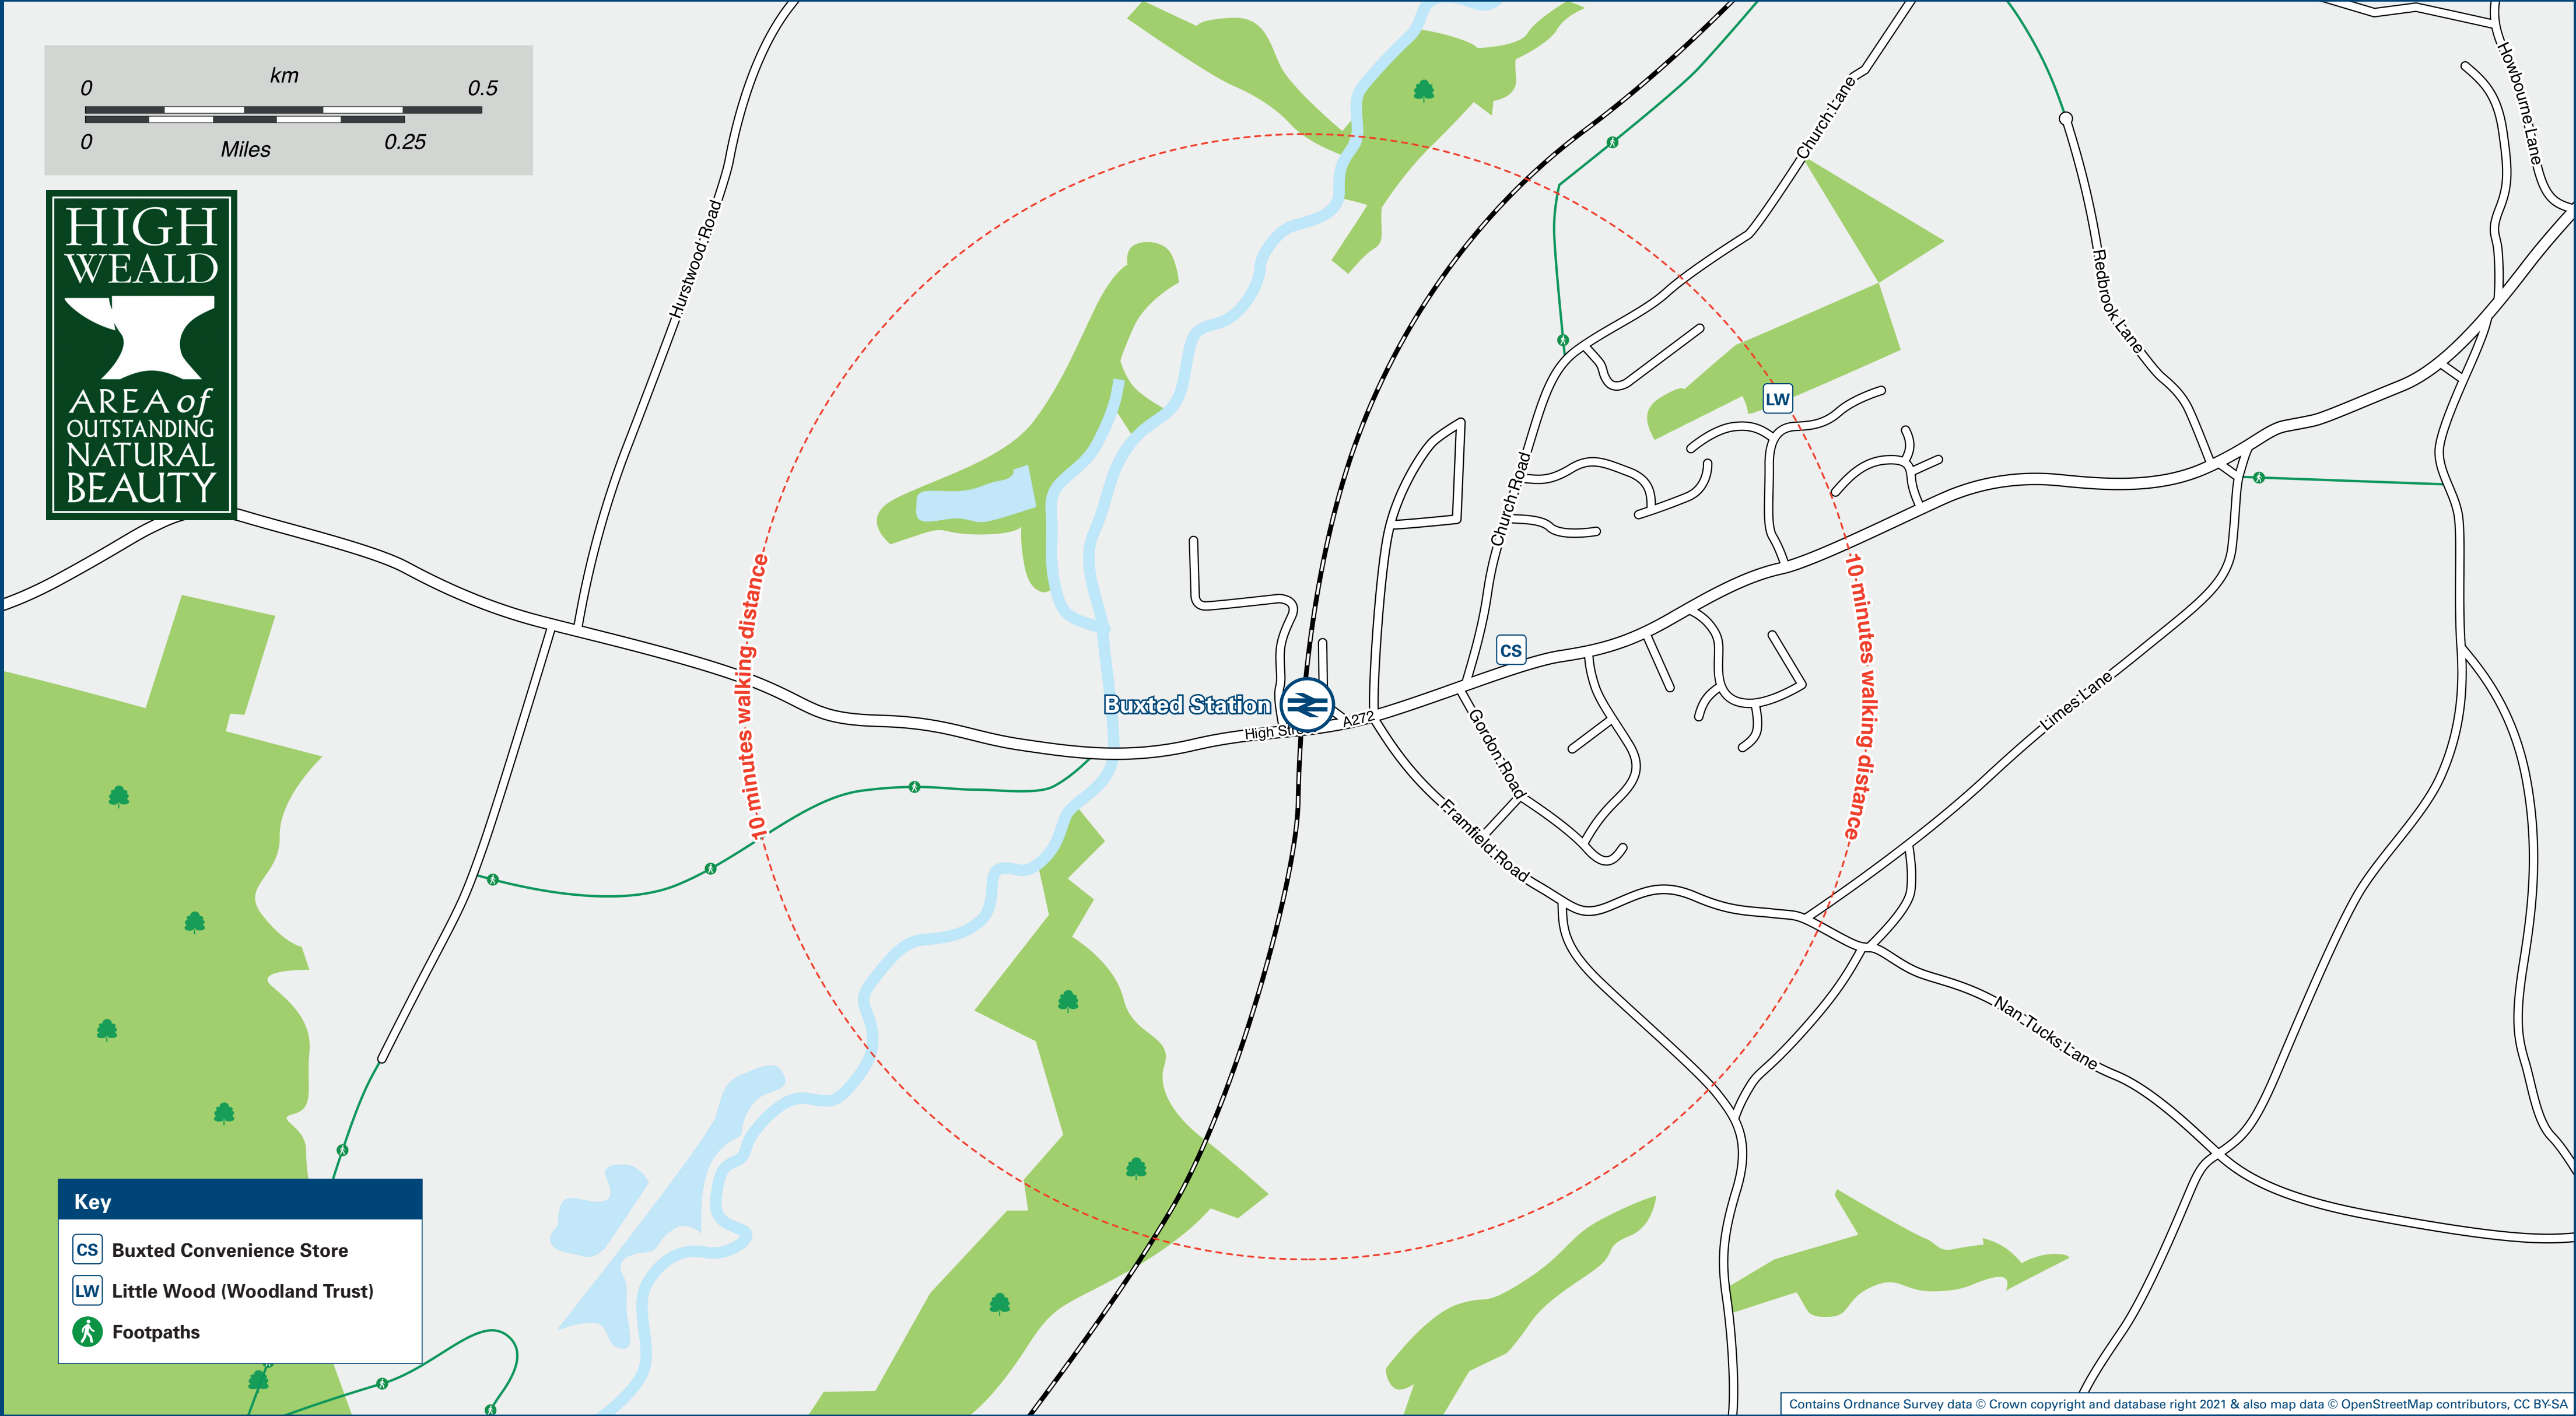 km
0 0.5
0 0.25
Miles
HIGH
WEALD
AREA of
OUTSTANDING
NATURAL
BEAUTY
Hurstwood Road
Church Lane
Howbourne Lane
Redbrook Lane
Church Road
LW
10 minutes walking distance
10 minutes walking distance
CS
Buxted Station
A272
High
Gordon Road
Limes Lane
Framfield Road
Nan Tucks Lane
Key
CS Buxted Convenience Store
LW Little Wood (Woodland Trust)
Footpaths
Contains Ordnance Survey data © Crown copyright and database right 2021 & also map data © OpenStreetMap contributors, CC BY-SA